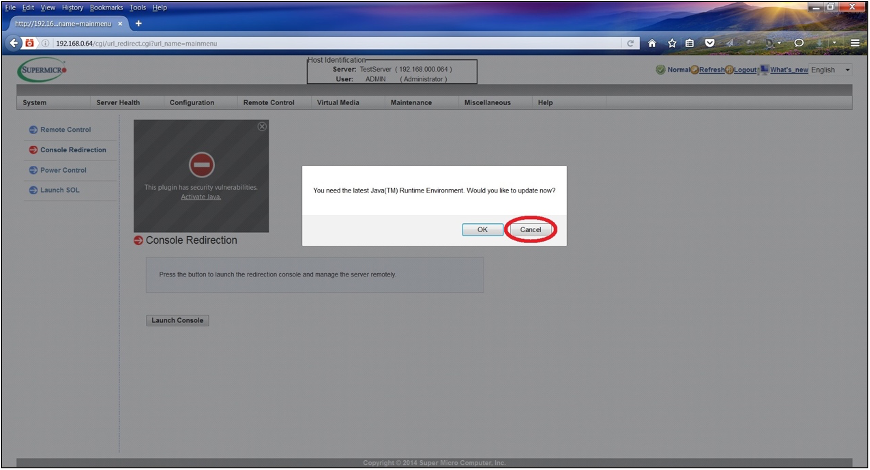 File Edit View History Bookmarks Tools Help
http://192.16...name=mainmenu
192.168.0.64/cgi/url_redirect.cgi?url_name=mainmenu
SUPERMICR
Host Identification
Server: TestServer ( 192.168.000.064 )
User: ADMIN ( Administrator )
Normal Refresh Logout What's_new English
System Server Health Configuration Remote Control Virtual Media Maintenance Miscellaneous Help
Remote Control
Console Redirection
Power Control
Launch SOL
This plugin has security vulnerabilities.
Activate Java.
You need the latest Java(TM) Runtime Environment. Would you like to update now?
OK Cancel
Console Redirection
Press the button to launch the redirection console and manage the server remotely.
Launch Console
Copyright © 2014 Super Micro Computer, Inc.